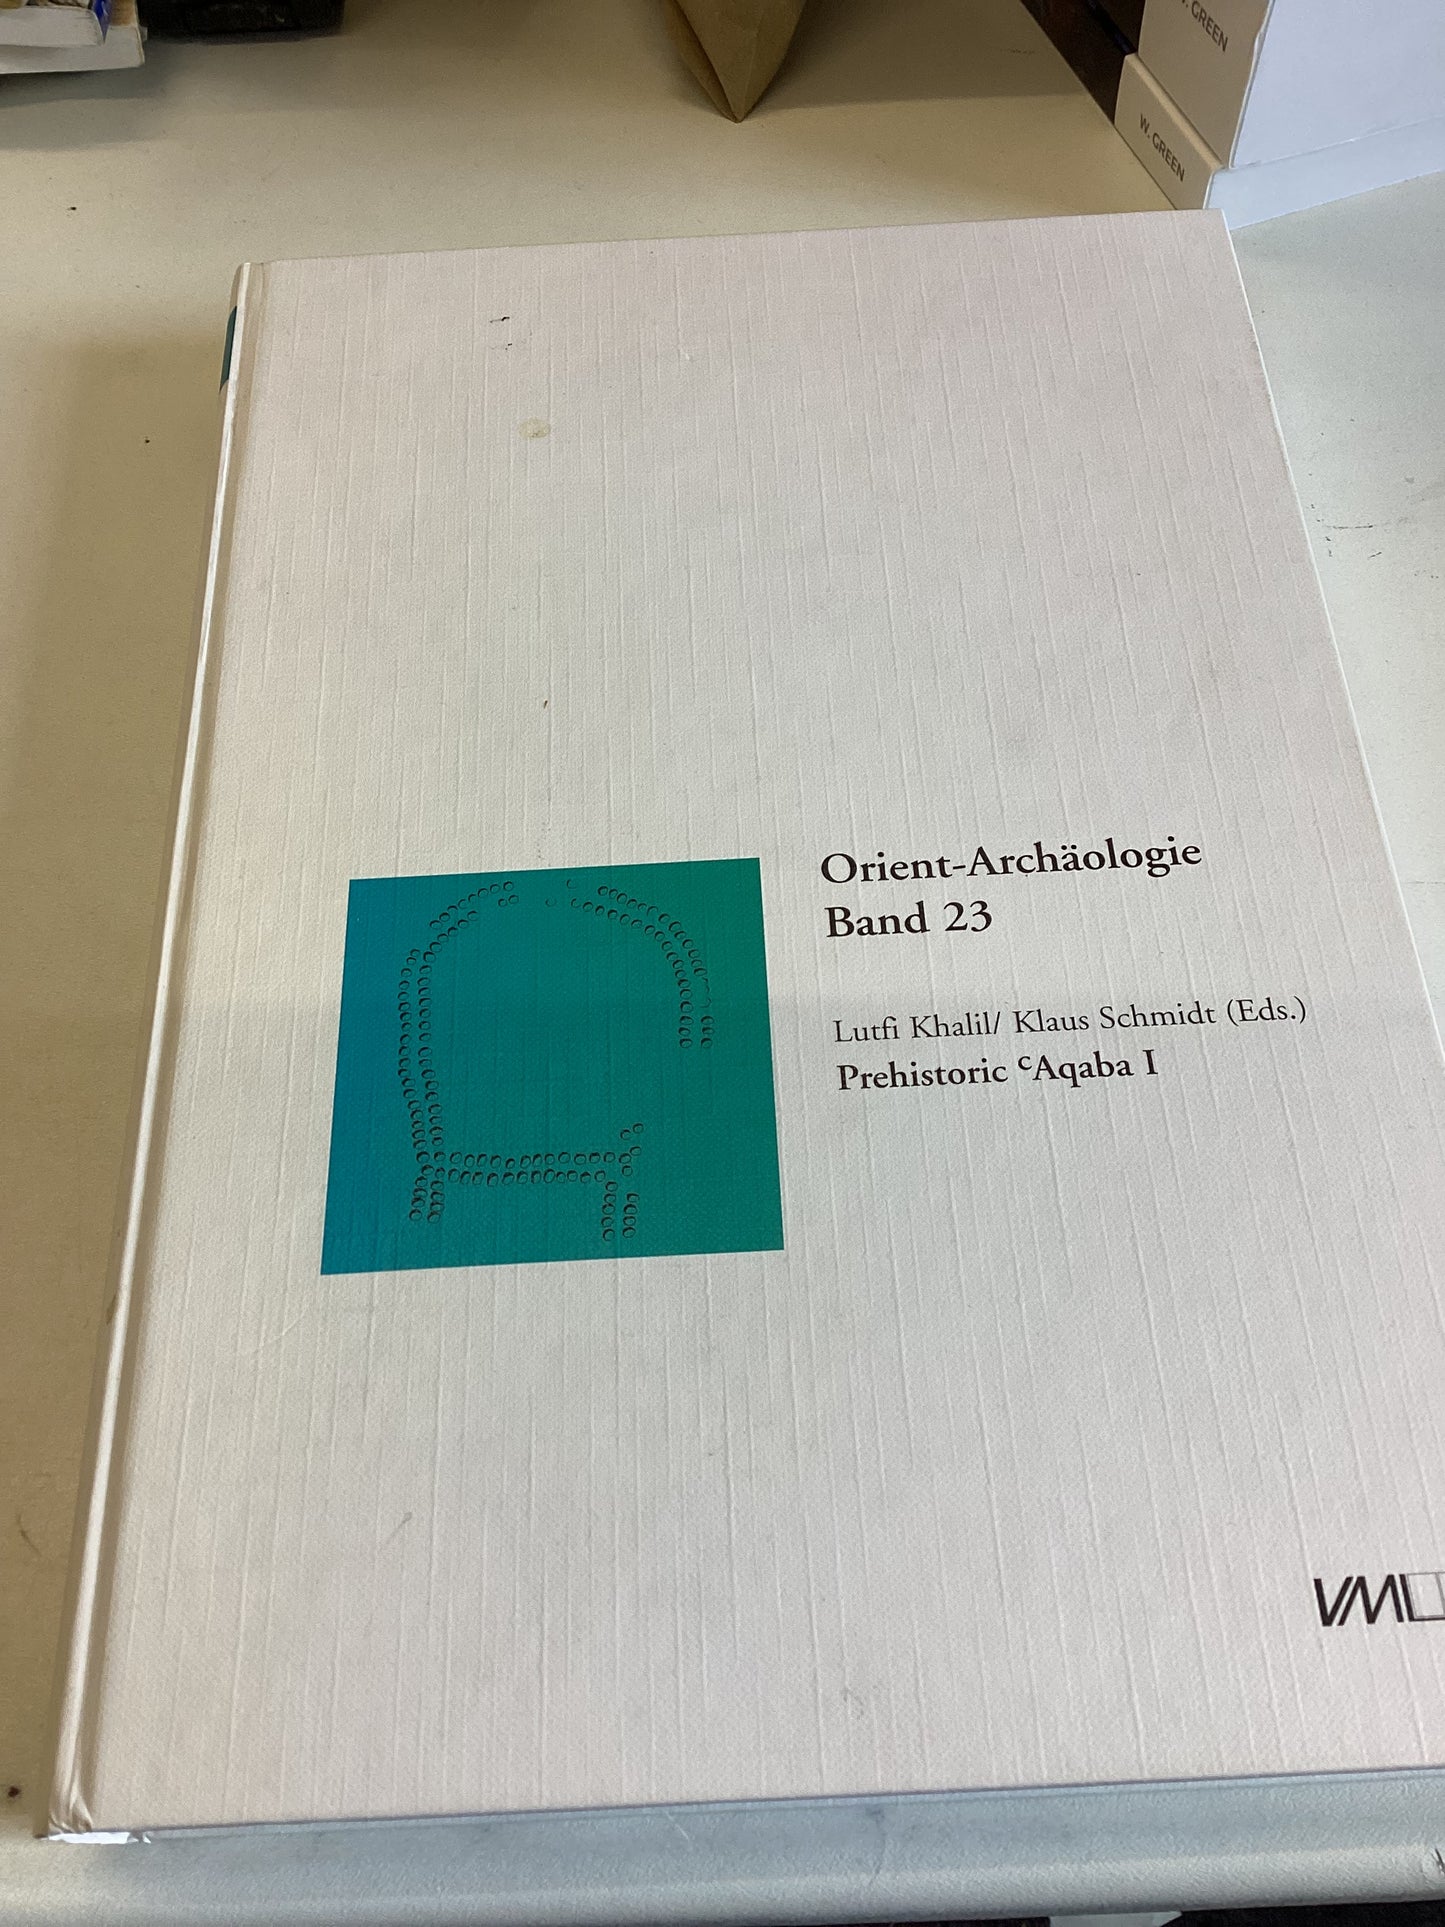 . GREEN
W. GREEN
Orient-Archäologie
Band 23
Lutfi Khalil/ Klaus Schmidt (Eds.)
Prehistoric ᶜAqaba I
VML